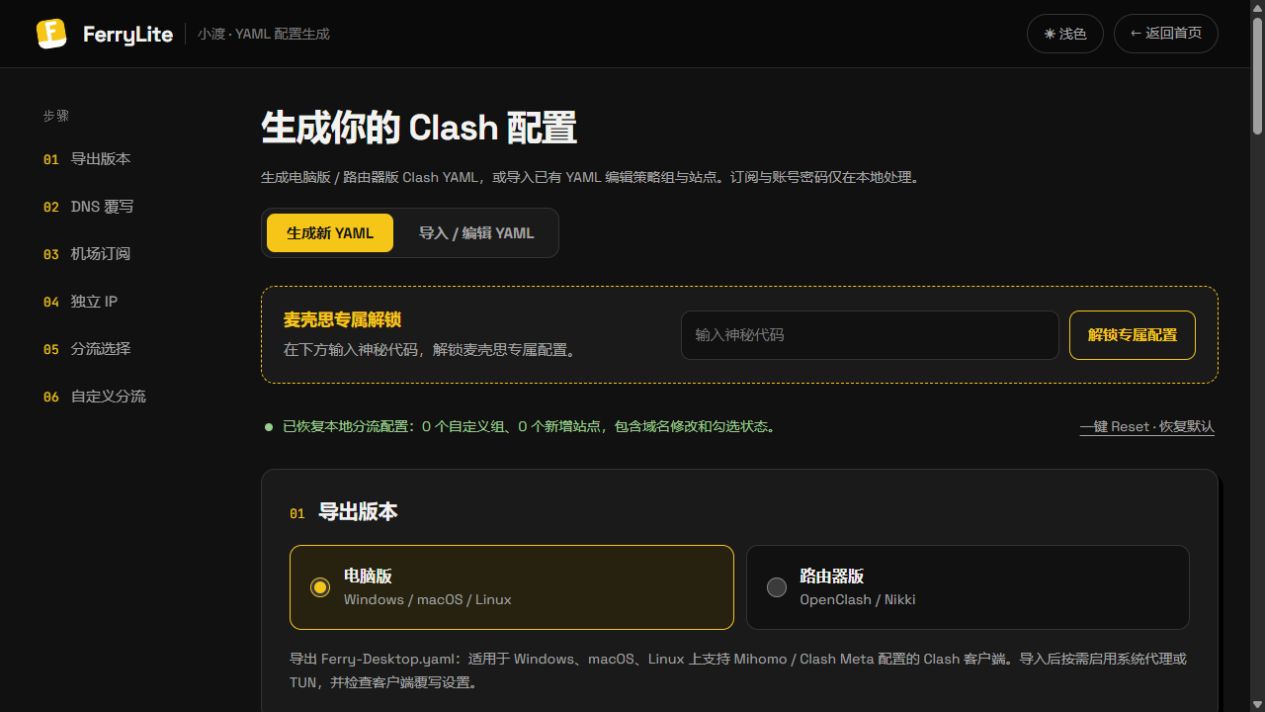 FerryLite
小渡 · YAML 配置生成
☀ 浅色
← 返回首页
步骤
01 导出版本
02 DNS 覆写
03 机场订阅
04 独立 IP
05 分流选择
06 自定义分流
生成你的 Clash 配置
生成电脑版 / 路由器版 Clash YAML，或导入已有 YAML 编辑策略组与站点。订阅与账号密码仅在本地处理。
生成新 YAML
导入 / 编辑 YAML
麦壳思专属解锁
在下方输入神秘代码，解锁麦壳思专属配置。
输入神秘代码
解锁专属配置
已恢复本地分流配置：0 个自定义组、0 个新增站点，包含域名修改和勾选状态。
一键 Reset · 恢复默认
01 导出版本
电脑版
Windows / macOS / Linux
路由器版
OpenClash / Nikki
导出 Ferry-Desktop.yaml：适用于 Windows、macOS、Linux 上支持 Mihomo / Clash Meta 配置的 Clash 客户端。导入后按需启用系统代理或
TUN，并检查客户端覆写设置。